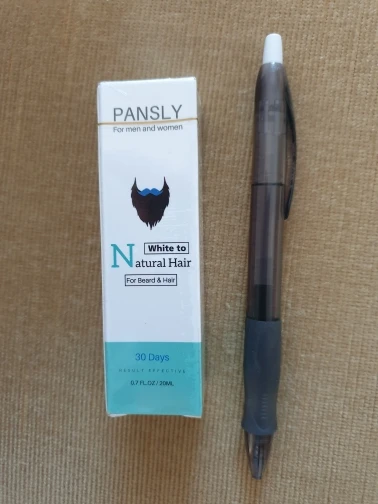 PANSLY
For men and women
White to
Natural Hair
For Beard & Hair
30 Days
0.7 FL.OZ / 20ML